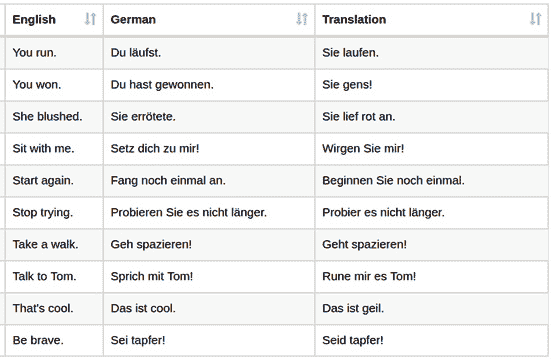 English German Translation
You run. Du läufst. Sie laufen.
You won. Du hast gewonnen. Sie gens!
She blushed. Sie errötete. Sie lief rot an.
Sit with me. Setz dich zu mir! Wirgen Sie mir!
Start again. Fang noch einmal an. Beginnen Sie noch einmal.
Stop trying. Probieren Sie es nicht länger. Probier es nicht länger.
Take a walk. Geh spazieren! Geht spazieren!
Talk to Tom. Sprich mit Tom! Rune mir es Tom!
That's cool. Das ist cool. Das ist geil.
Be brave. Sei tapfer! Seid tapfer!